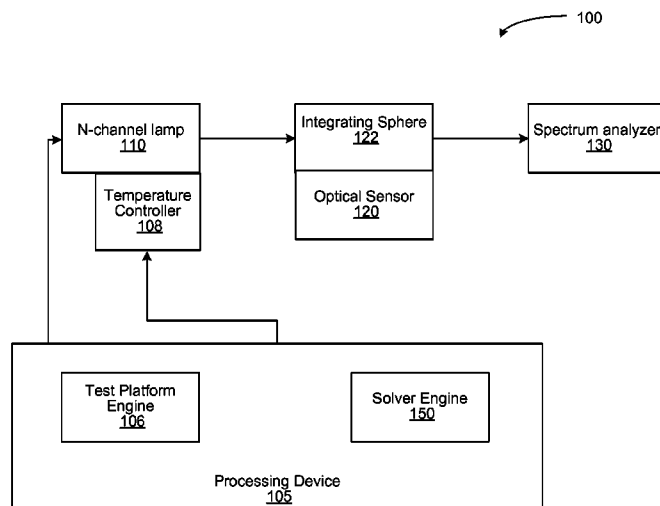 100
N-channel lamp
110
Integrating Sphere
122
Spectrum analyzer
130
Temperature
Controller
108
Optical Sensor
120
Test Platform
Engine
106
Solver Engine
150
Processing Device
105